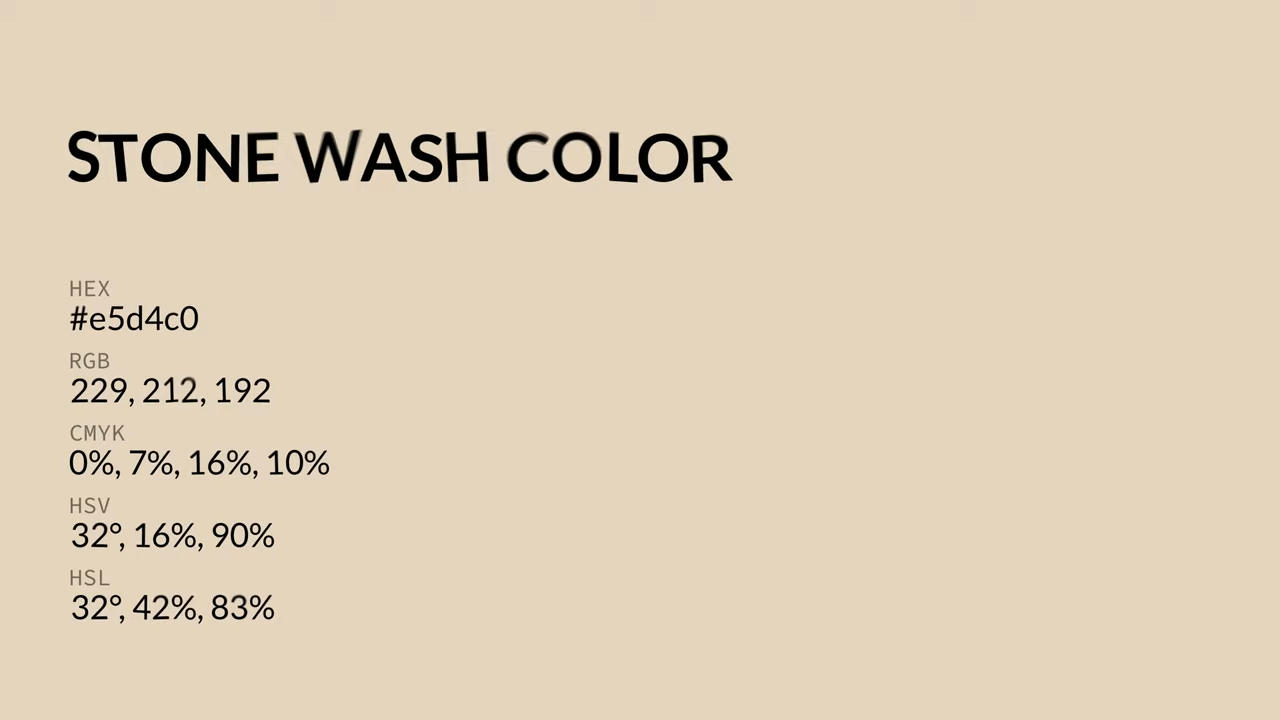 STONE WASH COLOR
HEX
#e5d4c0
RGB
229, 212, 192
CMYK
0%, 7%, 16%, 10%
HSV
32°, 16%, 90%
HSL
32°, 42%, 83%